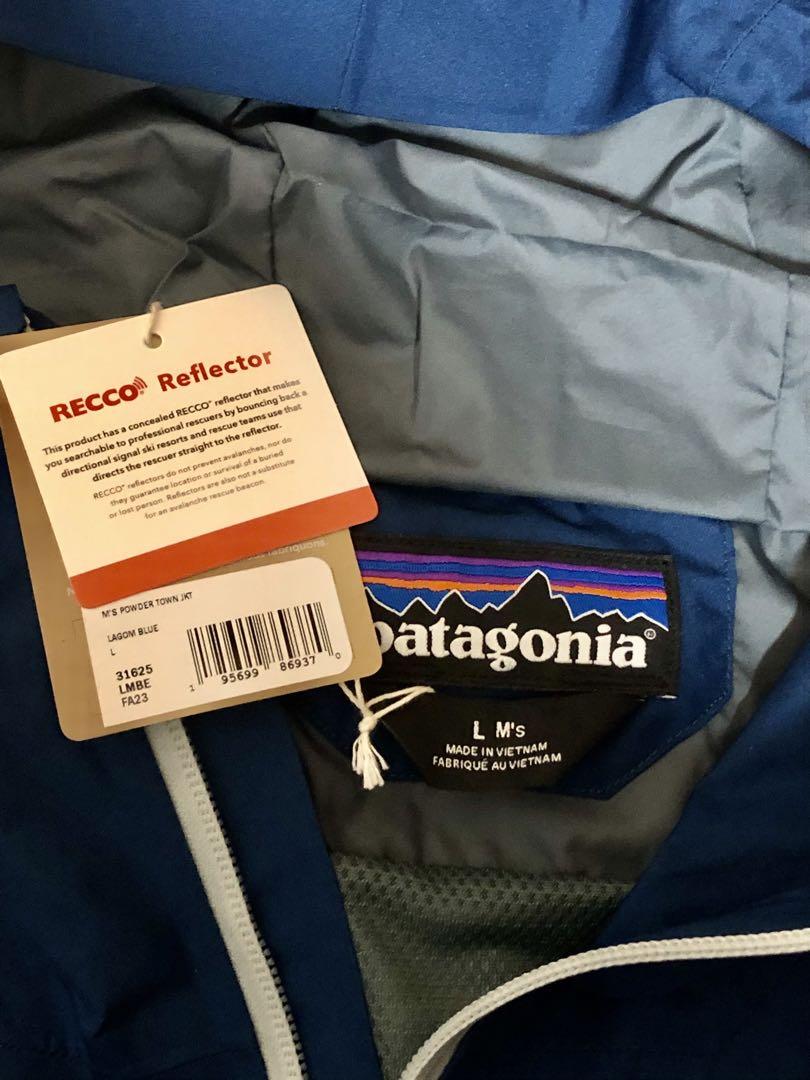 RECCO® Reflector
This product has a concealed RECCO® reflector that makes
you searchable to professional rescuers by bouncing back a
directional signal ski resorts and rescue teams use that
directs the rescuer straight to the reflector.
RECCO® reflectors do not prevent avalanches, nor do
they guarantee location or survival of a buried
or lost person. Reflectors are also not a substitute
for an avalanche rescue beacon.
fabriquons.
M'S POWDER TOWN JKT
LAGOM BLUE
L
31625
LMBE
FA23
1 95699 86937 0
patagonia®
L M's
MADE IN VIETNAM
FABRIQUÉ AU VIETNAM